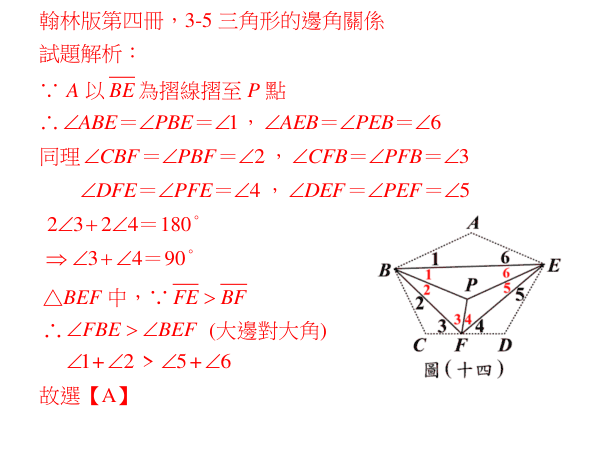 翰林版第四冊，3-5 三角形的邊角關係
試題解析：
∵ A 以 B̅E̅ 為摺線摺至 P 點
∴ ∠ABE＝∠PBE＝∠1， ∠AEB＝∠PEB＝∠6
同理 ∠CBF＝∠PBF＝∠2 ， ∠CFB＝∠PFB＝∠3
∠DFE＝∠PFE＝∠4 ， ∠DEF＝∠PEF＝∠5
2∠3＋2∠4＝180°
⇒ ∠3＋∠4＝90°
△BEF 中，∵ F̅E̅ > B̅F̅
∴ ∠FBE > ∠BEF (大邊對大角)
∠1＋∠2 > ∠5＋∠6
故選【A】
A
1 6
B E
1 6
P
2 5
2 5
3 3 4 4
C F D
圖(十四)